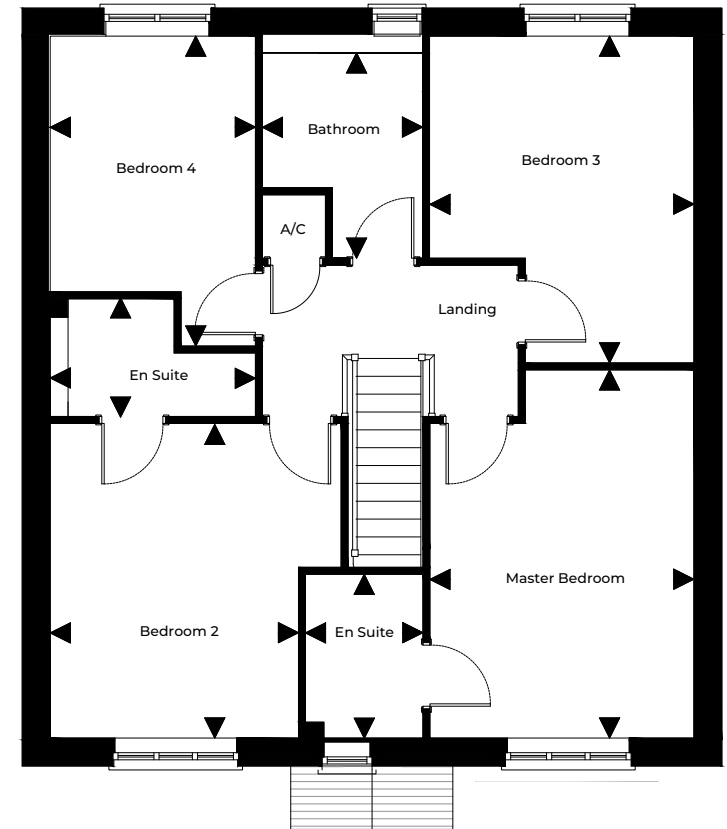 Bathroom
Bedroom 4
Bedroom 3
A/C
Landing
En Suite
Master Bedroom
Bedroom 2
En Suite